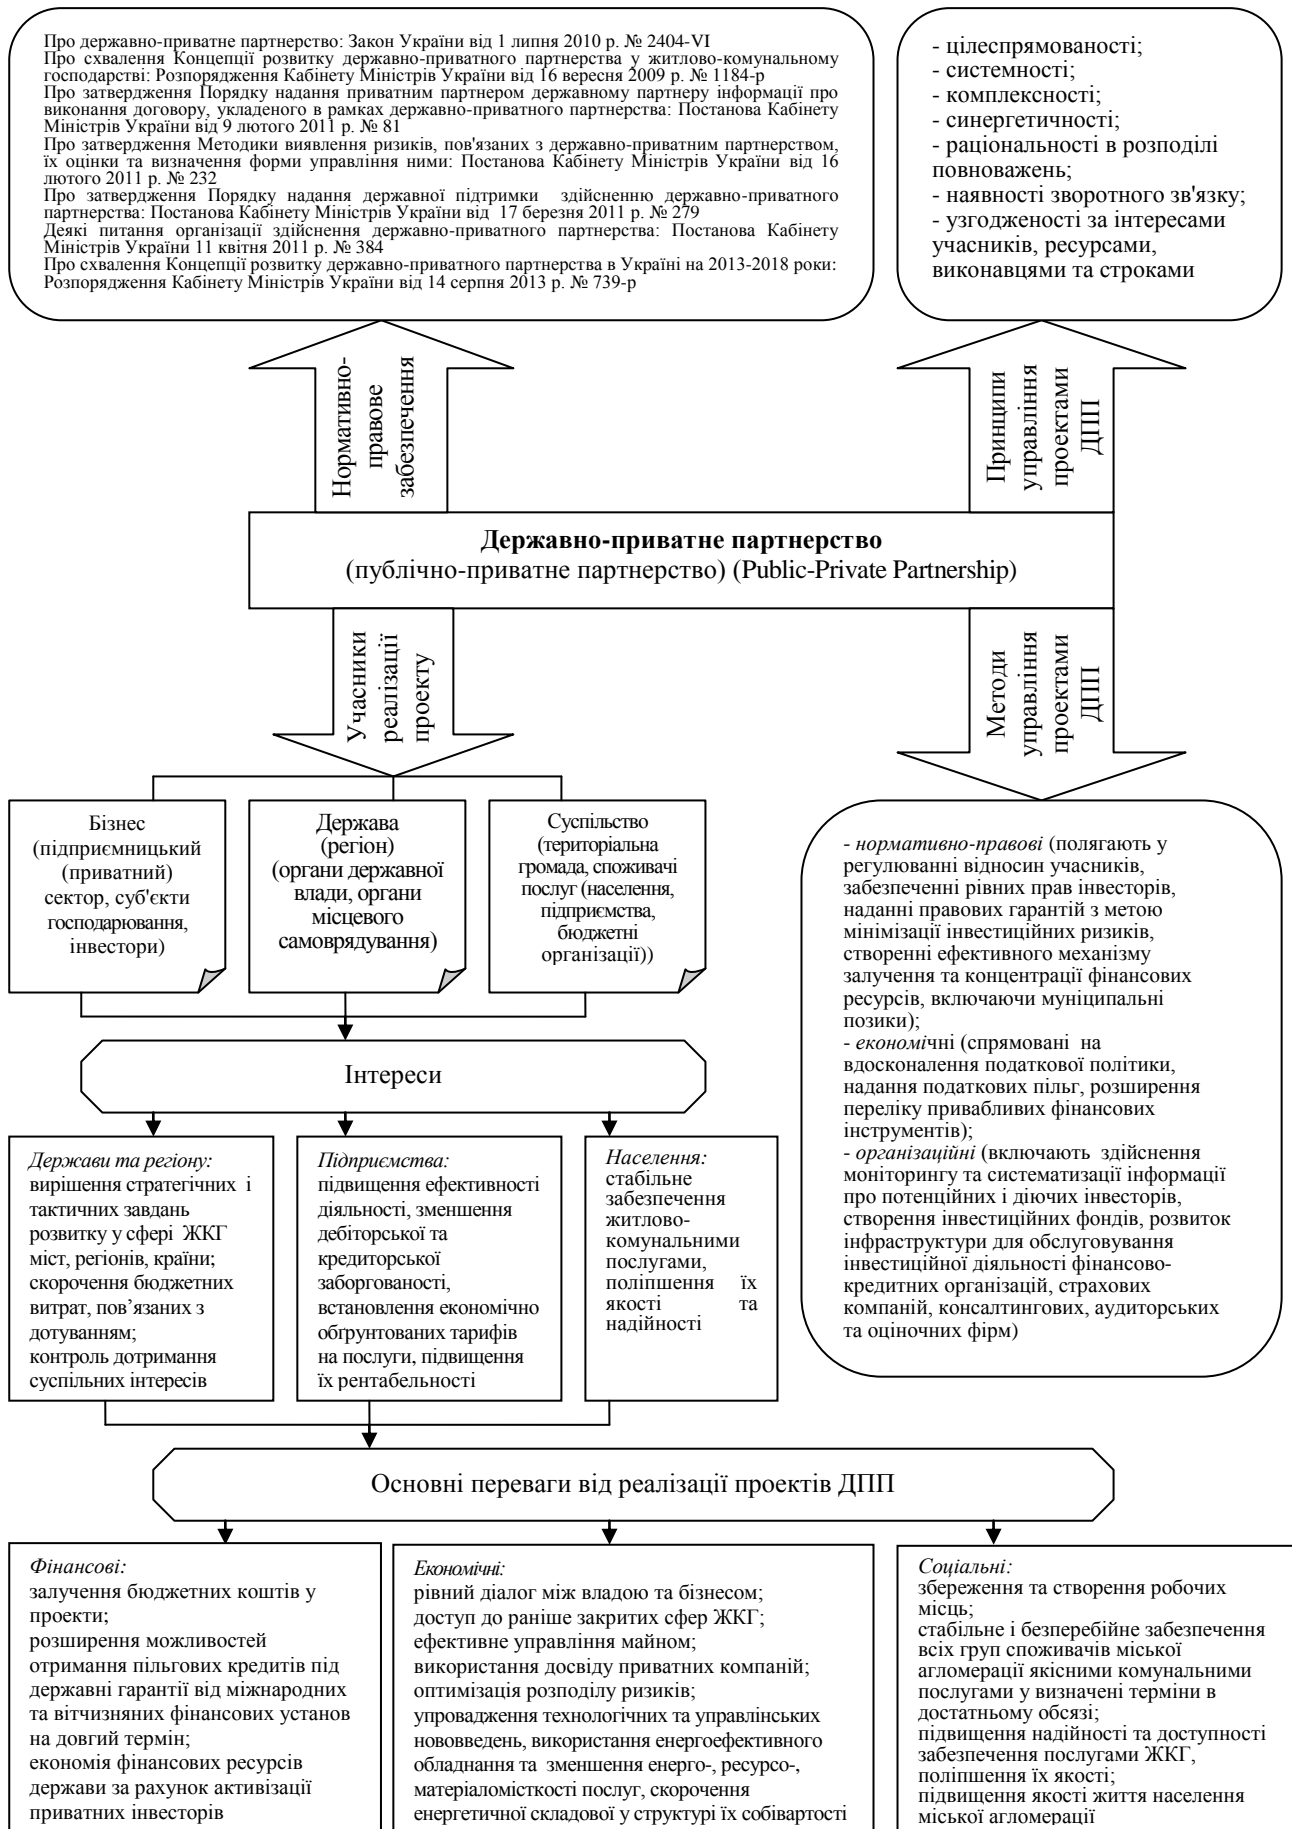 Про державно-приватне партнерство: Закон України від 1 липня 2010 р. № 2404-VI
Про схвалення Концепції розвитку державно-приватного партнерства у житлово-комунальному
господарстві: Розпорядження Кабінету Міністрів України від 16 вересня 2009 р. № 1184-р
Про затвердження Порядку надання приватним партнером державному партнеру інформації про
виконання договору, укладеного в рамках державно-приватного партнерства: Постанова Кабінету
Міністрів України від 9 лютого 2011 р. № 81
Про затвердження Методики виявлення ризиків, пов'язаних з державно-приватним партнерством,
їх оцінки та визначення форми управління ними: Постанова Кабінету Міністрів України від 16
лютого 2011 р. № 232
Про затвердження Порядку надання державної підтримки здійсненню державно-приватного
партнерства: Постанова Кабінету Міністрів України від 17 березня 2011 р. № 279
Деякі питання організації здійснення державно-приватного партнерства: Постанова Кабінету
Міністрів України 11 квітня 2011 р. № 384
Про схвалення Концепції розвитку державно-приватного партнерства в Україні на 2013-2018 роки:
Розпорядження Кабінету Міністрів України від 14 серпня 2013 р. № 739-р
- цілеспрямованості;
- системності;
- комплексності;
- синергетичності;
- раціональності в розподілі
повноважень;
- наявності зворотного зв'язку;
- узгодженості за інтересами
учасників, ресурсами,
виконавцями та строками
Нормативно-
правове
забезпечення
Принципи
управління
проектами
ДПП
Державно-приватне партнерство
(публічно-приватне партнерство) (Public-Private Partnership)
Учасники
реалізації
проекту
Методи
управління
проектами
ДПП
Бізнес
(підприємницький
(приватний)
сектор, суб'єкти
господарювання,
інвестори)
Держава
(регіон)
(органи державної
влади, органи
місцевого
самоврядування)
Суспільство
(територіальна
громада, споживачі
послуг (населення,
підприємства,
бюджетні
організації))
- нормативно-правові (полягають у
регулюванні відносин учасників,
забезпеченні рівних прав інвесторів,
наданні правових гарантій з метою
мінімізації інвестиційних ризиків,
створенні ефективного механізму
залучення та концентрації фінансових
ресурсів, включаючи муніципальні
позики);
- економічні (спрямовані на
вдосконалення податкової політики,
надання податкових пільг, розширення
переліку привабливих фінансових
інструментів);
- організаційні (включають здійснення
моніторингу та систематизації інформації
про потенційних і діючих інвесторів,
створення інвестиційних фондів, розвиток
інфраструктури для обслуговування
інвестиційної діяльності фінансово-
кредитних організацій, страхових
компаній, консалтингових, аудиторських
та оціночних фірм)
Інтереси
Держави та регіону:
вирішення стратегічних і
тактичних завдань
розвитку у сфері ЖКГ
міст, регіонів, країни;
скорочення бюджетних
витрат, пов’язаних з
дотуванням;
контроль дотримання
суспільних інтересів
Підприємства:
підвищення ефективності
діяльності, зменшення
дебіторської та
кредиторської
заборгованості,
встановлення економічно
обґрунтованих тарифів
на послуги, підвищення
їх рентабельності
Населення:
стабільне
забезпечення
житлово-
комунальними
послугами,
поліпшення їх
якості та
надійності
Основні переваги від реалізації проектів ДПП
Фінансові:
залучення бюджетних коштів у
проекти;
розширення можливостей
отримання пільгових кредитів під
державні гарантії від міжнародних
та вітчизняних фінансових установ
на довгий термін;
економія фінансових ресурсів
держави за рахунок активізації
приватних інвесторів
Економічні:
рівний діалог між владою та бізнесом;
доступ до раніше закритих сфер ЖКГ;
ефективне управління майном;
використання досвіду приватних компаній;
оптимізація розподілу ризиків;
упровадження технологічних та управлінських
нововведень, використання енергоефективного
обладнання та зменшення енерго-, ресурсо-,
матеріаломісткості послуг, скорочення
енергетичної складової у структурі їх собівартості
Соціальні:
збереження та створення робочих
місць;
стабільне і безперебійне забезпечення
всіх груп споживачів міської
агломерації якісними комунальними
послугами у визначені терміни в
достатньому обсязі;
підвищення надійності та доступності
забезпечення послугами ЖКГ,
поліпшення їх якості;
підвищення якості життя населення
міської агломерації